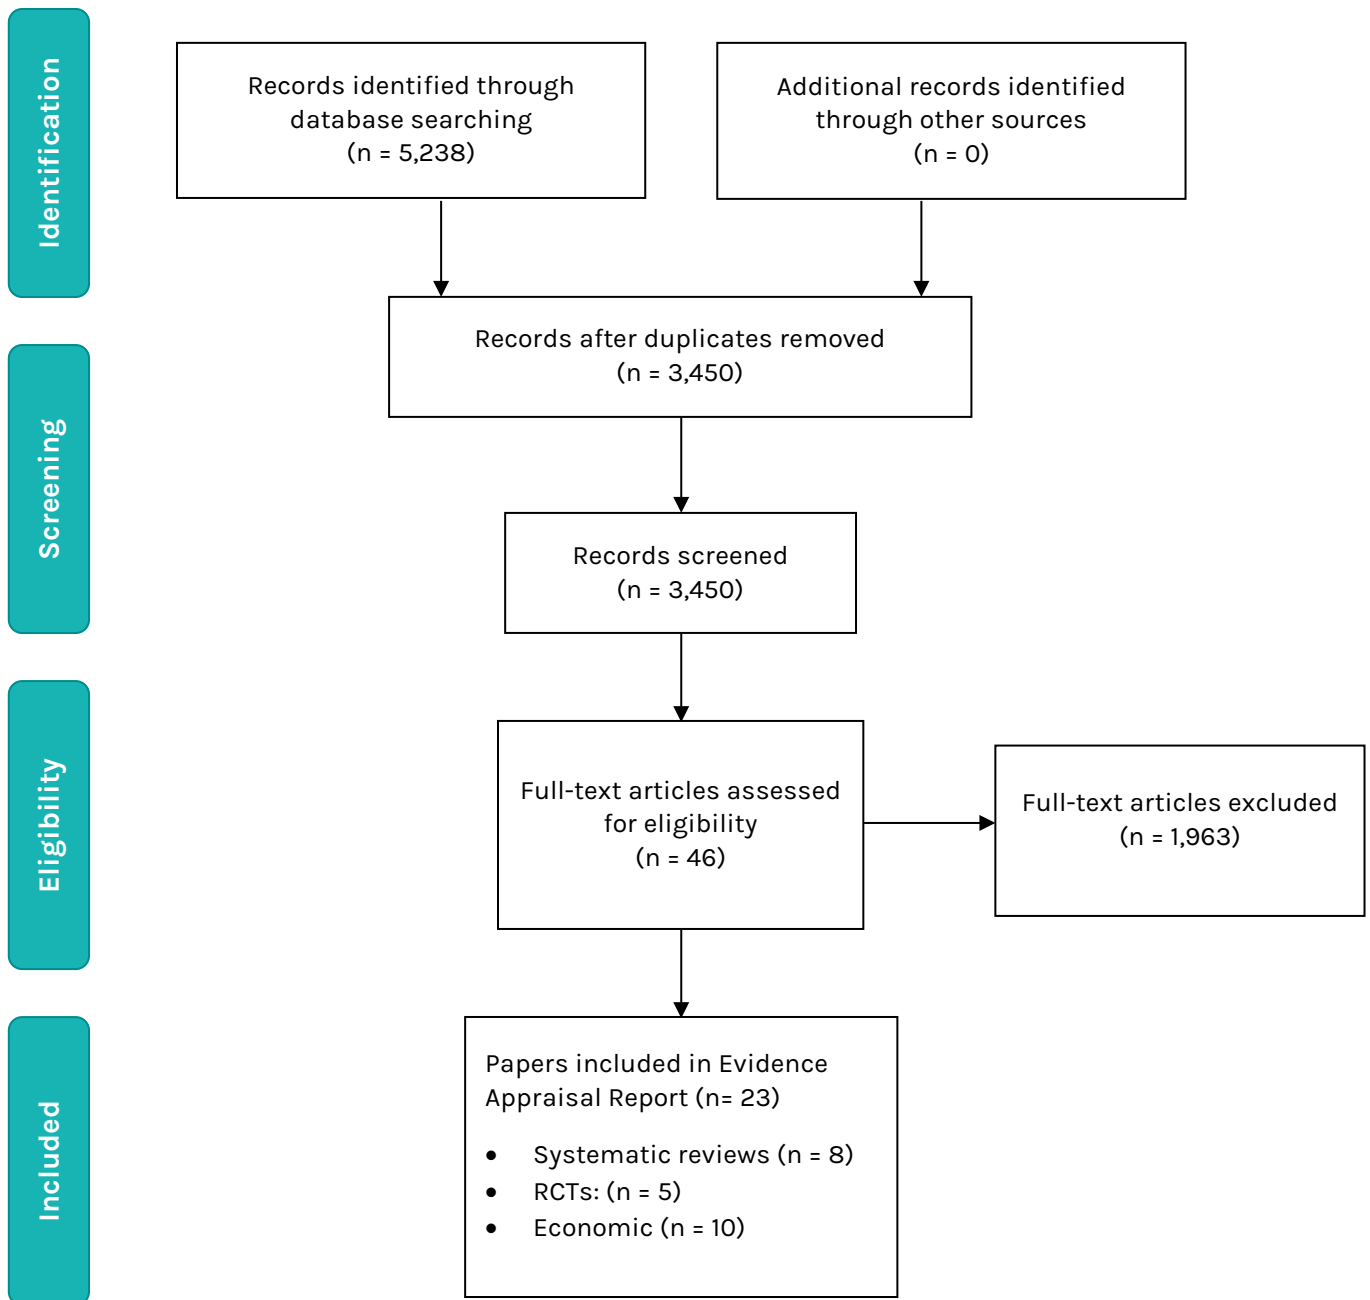 Identification
Records identified through
database searching
(n = 5,238)
Additional records identified
through other sources
(n = 0)
Records after duplicates removed
(n = 3,450)
Screening
Records screened
(n = 3,450)
Eligibility
Full-text articles assessed
for eligibility
(n = 46)
Full-text articles excluded
(n = 1,963)
Included
Papers included in Evidence
Appraisal Report (n= 23)
• Systematic reviews (n = 8)
• RCTs: (n = 5)
• Economic (n = 10)